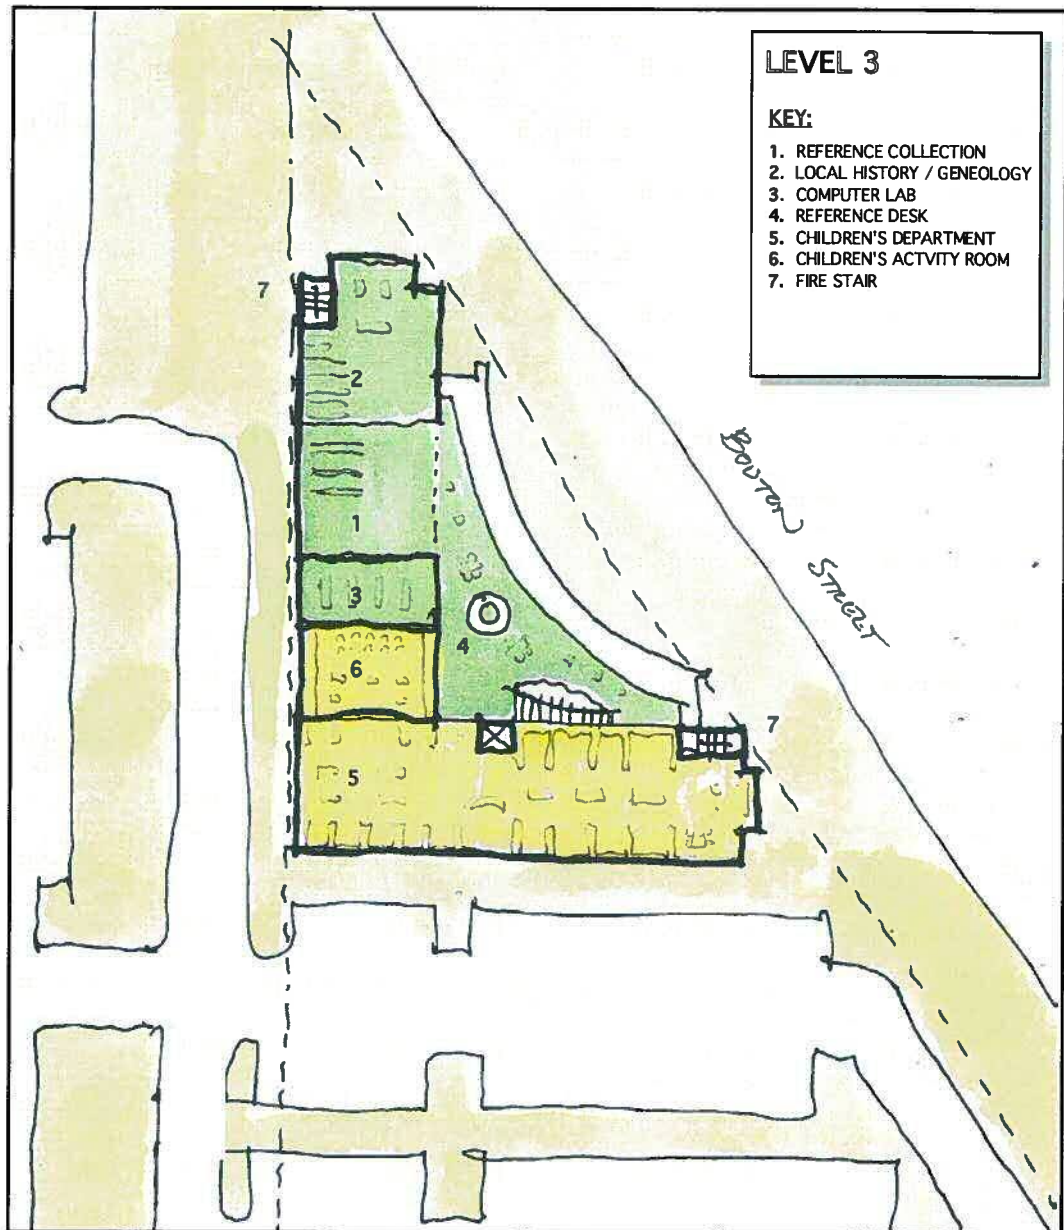 LEVEL 3
KEY:
1. REFERENCE COLLECTION
2. LOCAL HISTORY / GENEOLOGY
3. COMPUTER LAB
4. REFERENCE DESK
5. CHILDREN'S DEPARTMENT
6. CHILDREN'S ACTVITY ROOM
7. FIRE STAIR
7
2
BOUTON
STREET
1
3
4
6
7
5